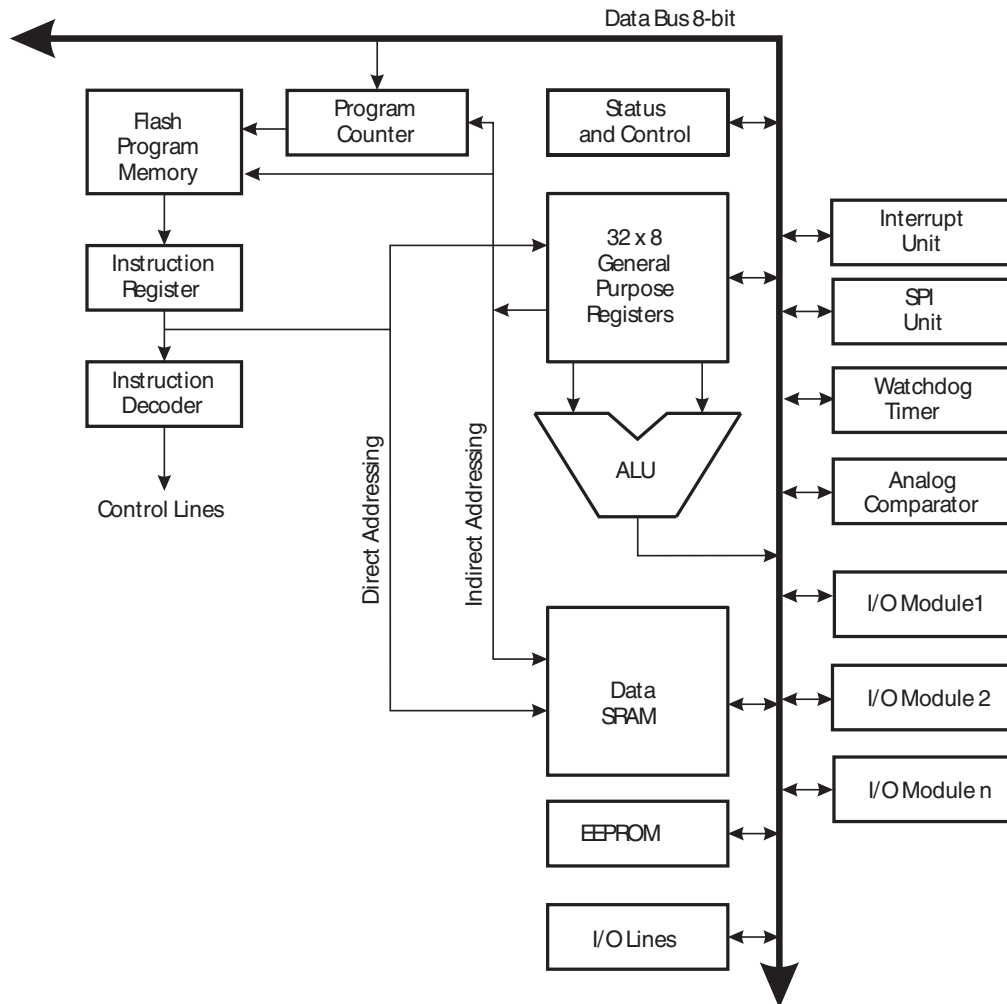 Data Bus 8-bit
Flash
Program
Memory
Program
Counter
Status
and Control
32 x 8
General
Purpose
Registers
Interrupt
Unit
Instruction
Register
SPI
Unit
Instruction
Decoder
Watchdog
Timer
Control Lines
Direct Addressing
Indirect Addressing
ALU
Analog
Comparator
I/O Module1
Data
SRAM
I/O Module 2
I/O Module n
EEPROM
I/O Lines